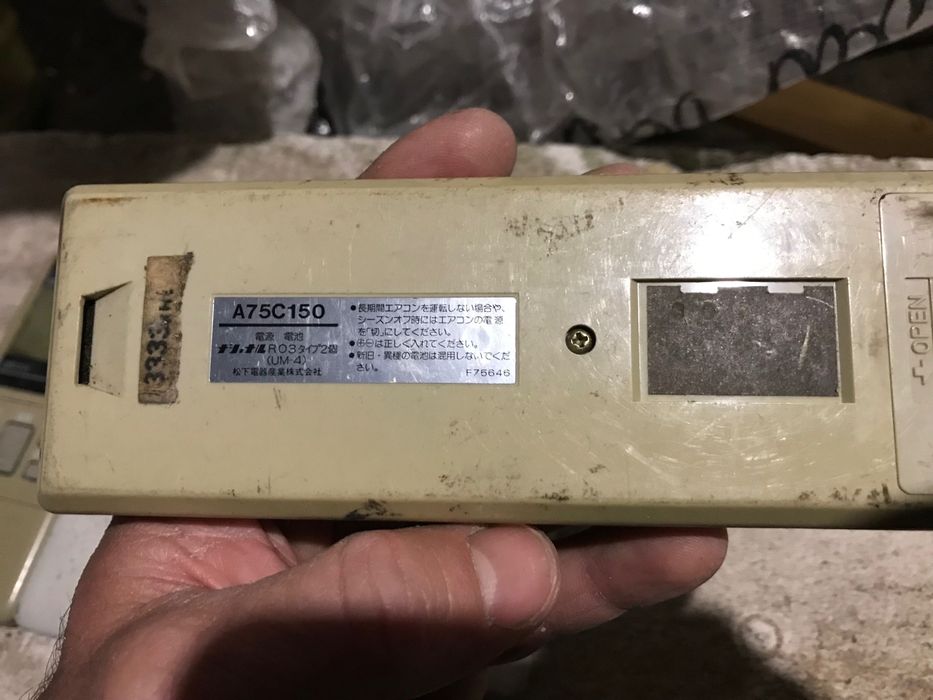 A75C150
電源 電池
ナショナル R03タイプ2個
(UM-4)
松下電器産業株式会社
●長期間エアコンを運転しない場合や、
シーズンオフ時にはエアコンの電源
を「切」にしてください。
●⊕⊖は正しく入れてください。
●新旧・異種の電池は混用しないでくだ
さい。
F75646
OPEN